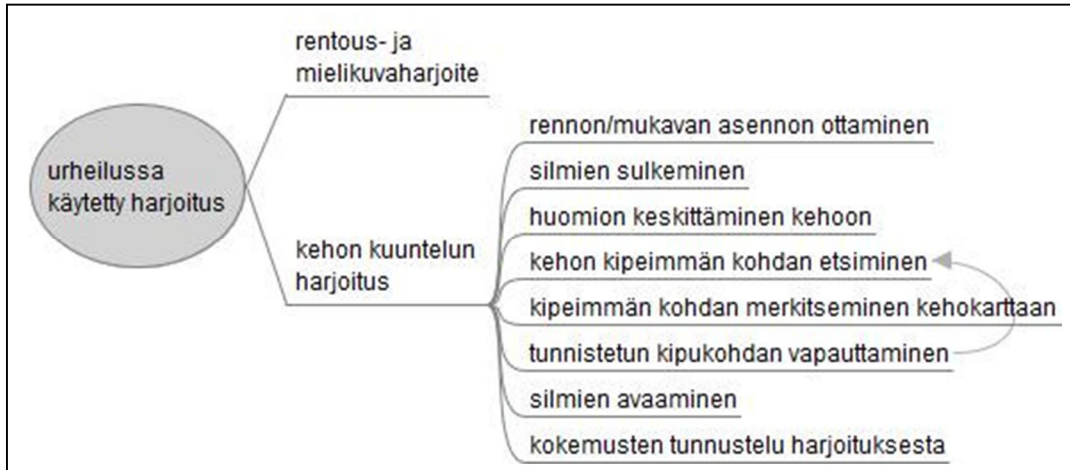 urheilussa
käytetty harjoitus
rentous- ja
mielikuvaharjoite
kehon kuuntelun
harjoitus
rennon/mukavan asennon ottaminen
silmien sulkeminen
huomion keskittäminen kehoon
kehon kipeimmän kohdan etsiminen
kipeimmän kohdan merkitseminen kehokarttaan
tunnistetun kipukohdan vapauttaminen
silmien avaaminen
kokemusten tunnustelu harjoituksesta